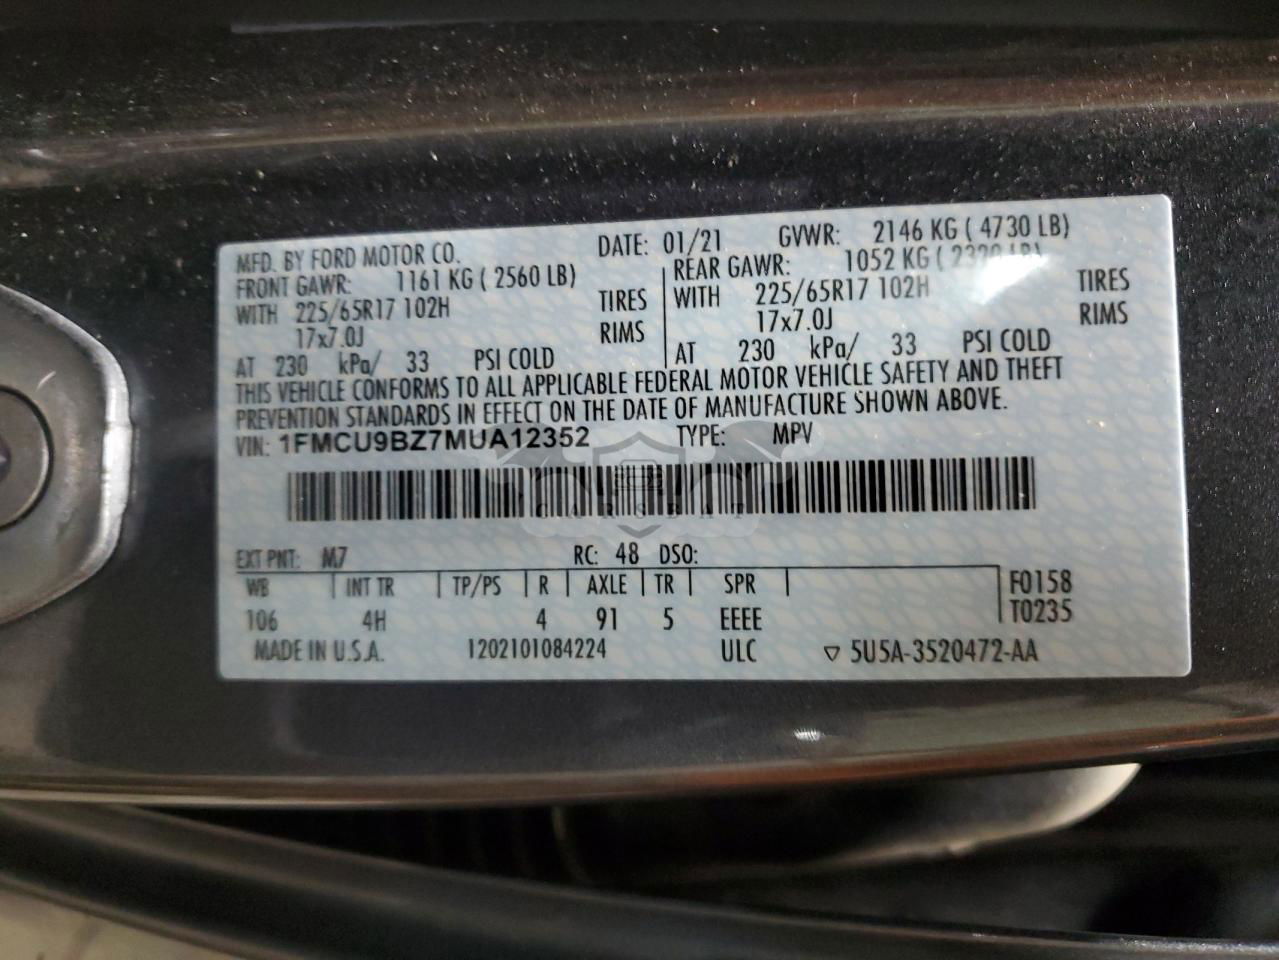 MFD. BY FORD MOTOR CO. DATE: 01/21 GVWR: 2146 KG ( 4730 LB)
FRONT GAWR: 1161 KG ( 2560 LB) REAR GAWR: 1052 KG (
WITH 225/65R17 102H TIRES WITH 225/65R17 102H TIRES
17x7.0J RIMS 17x7.0J RIMS
AT 230 kPa/ 33 PSI COLD AT 230 kPa/ 33 PSI COLD
THIS VEHICLE CONFORMS TO ALL APPLICABLE FEDERAL MOTOR VEHICLE SAFETY AND THEFT
PREVENTION STANDARDS IN EFFECT ON THE DATE OF MANUFACTURE SHOWN ABOVE.
VIN: 1FMCU9BZ7MUA12352 TYPE: MPV
CARSBAT
EXT PNT: M7 RC: 48 DSO:
WB INT TR TP/PS R AXLE TR SPR F0158
106 4H 4 91 5 EEEE T0235
MADE IN U.S.A. 1202101084224 ULC ▽ 5U5A-3520472-AA